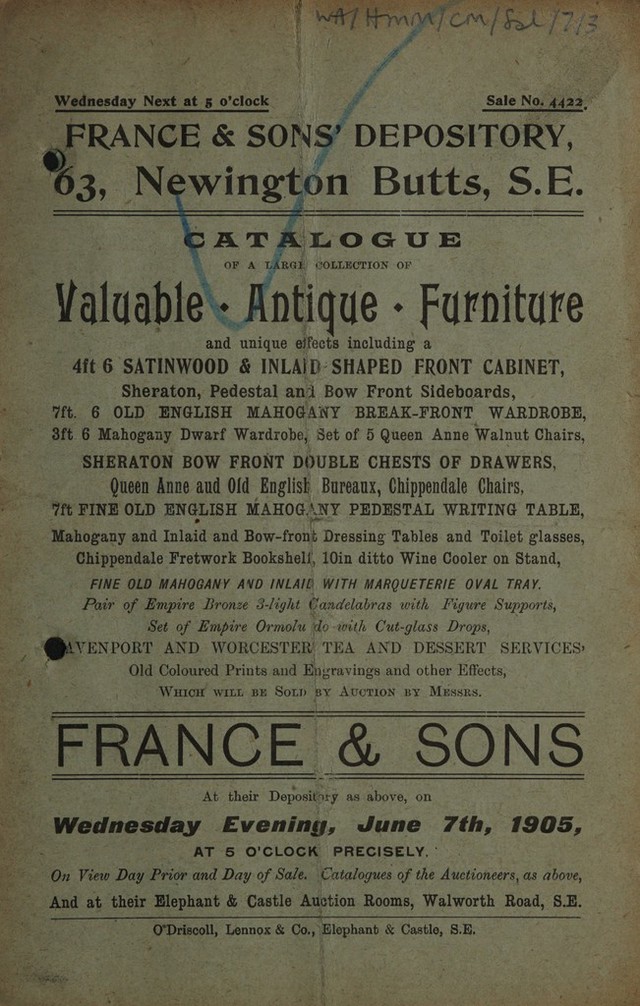 WA/HMM/CM/Sal/7/3
Wednesday Next at 5 o'clock Sale No. 4422.
FRANCE & SONS' DEPOSITORY,
63, Newington Butts, S.E.
CATALOGUE
OF A LARGE COLLECTION OF
Valuable · Antique · Furniture
and unique effects including a
4ft 6 SATINWOOD & INLAID SHAPED FRONT CABINET,
Sheraton, Pedestal and Bow Front Sideboards,
7ft. 6 OLD ENGLISH MAHOGANY BREAK-FRONT WARDROBE,
3ft 6 Mahogany Dwarf Wardrobe, Set of 5 Queen Anne Walnut Chairs,
SHERATON BOW FRONT DOUBLE CHESTS OF DRAWERS,
Queen Anne aud Old English Bureaux, Chippendale Chairs,
7ft FINE OLD ENGLISH MAHOGANY PEDESTAL WRITING TABLE,
Mahogany and Inlaid and Bow-front Dressing Tables and Toilet glasses,
Chippendale Fretwork Bookshelf, 10in ditto Wine Cooler on Stand,
FINE OLD MAHOGANY AND INLAID WITH MARQUETERIE OVAL TRAY.
Pair of Empire Bronze 3-light Candelabras with Figure Supports,
Set of Empire Ormolu do with Cut-glass Drops,
DAVENPORT AND WORCESTER TEA AND DESSERT SERVICES,
Old Coloured Prints and Engravings and other Effects,
WHICH WILL BE SOLD BY AUCTION BY MESSRS.
FRANCE & SONS
At their Depository as above, on
Wednesday Evening, June 7th, 1905,
AT 5 O'CLOCK PRECISELY.
On View Day Prior and Day of Sale. Catalogues of the Auctioneers, as above,
And at their Elephant & Castle Auction Rooms, Walworth Road, S.E.
O'Driscoll, Lennox & Co., Elephant & Castle, S.E.